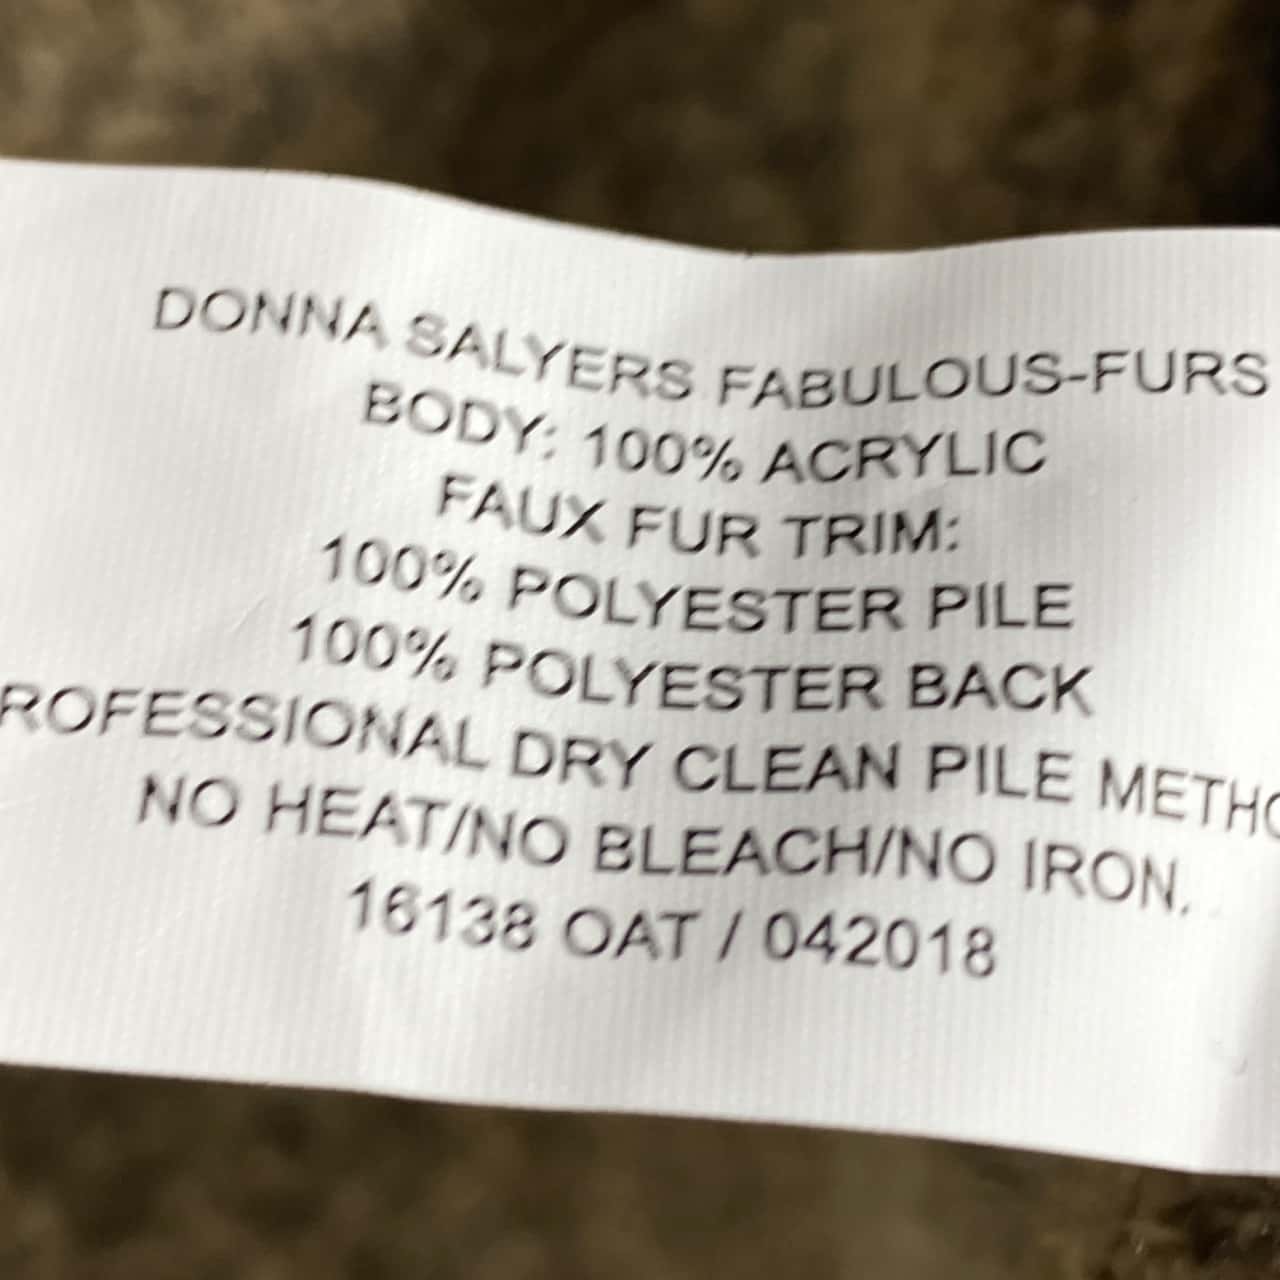 DONNA SALYERS FABULOUS-FURS
BODY: 100% ACRYLIC
FAUX FUR TRIM:
100% POLYESTER PILE
100% POLYESTER BACK
ROFESSIONAL DRY CLEAN PILE METHO
NO HEAT/NO BLEACH/NO IRON.
16138 OAT / 042018